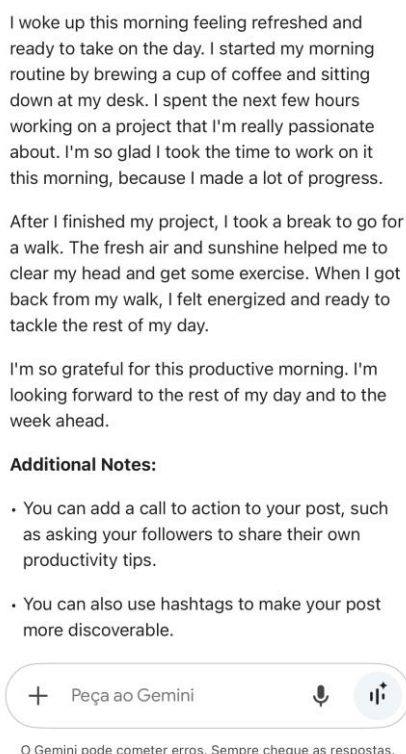 I woke up this morning feeling refreshed and
ready to take on the day. I started my morning
routine by brewing a cup of coffee and sitting
down at my desk. I spent the next few hours
working on a project that I'm really passionate
about. I'm so glad I took the time to work on it
this morning, because I made a lot of progress.
After I finished my project, I took a break to go for
a walk. The fresh air and sunshine helped me to
clear my head and get some exercise. When I got
back from my walk, I felt energized and ready to
tackle the rest of my day.
I'm so grateful for this productive morning. I'm
looking forward to the rest of my day and to the
week ahead.
Additional Notes:
• You can add a call to action to your post, such
as asking your followers to share their own
productivity tips.
• You can also use hashtags to make your post
more discoverable.
Peça ao Gemini
O Gemini pode cometer erros. Sempre cheque as respostas.